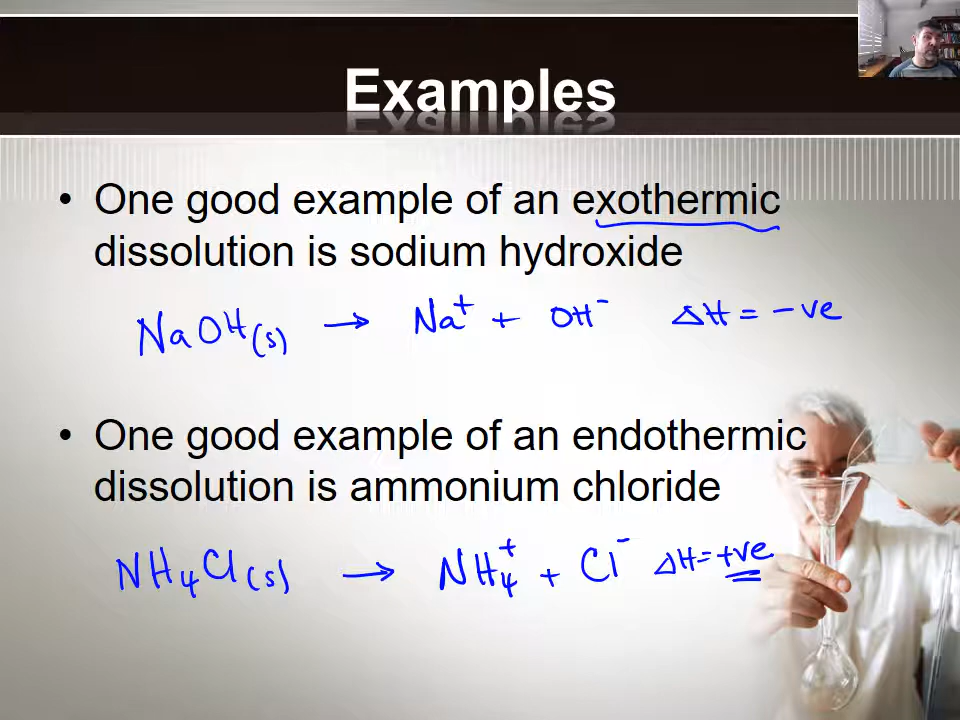 Examples
• One good example of an exothermic
dissolution is sodium hydroxide
NaOH(s) → Na⁺ + OH⁻ ΔH = -ve
• One good example of an endothermic
dissolution is ammonium chloride
NH₄Cl(s) → NH₄⁺ + Cl⁻ ΔH = +ve